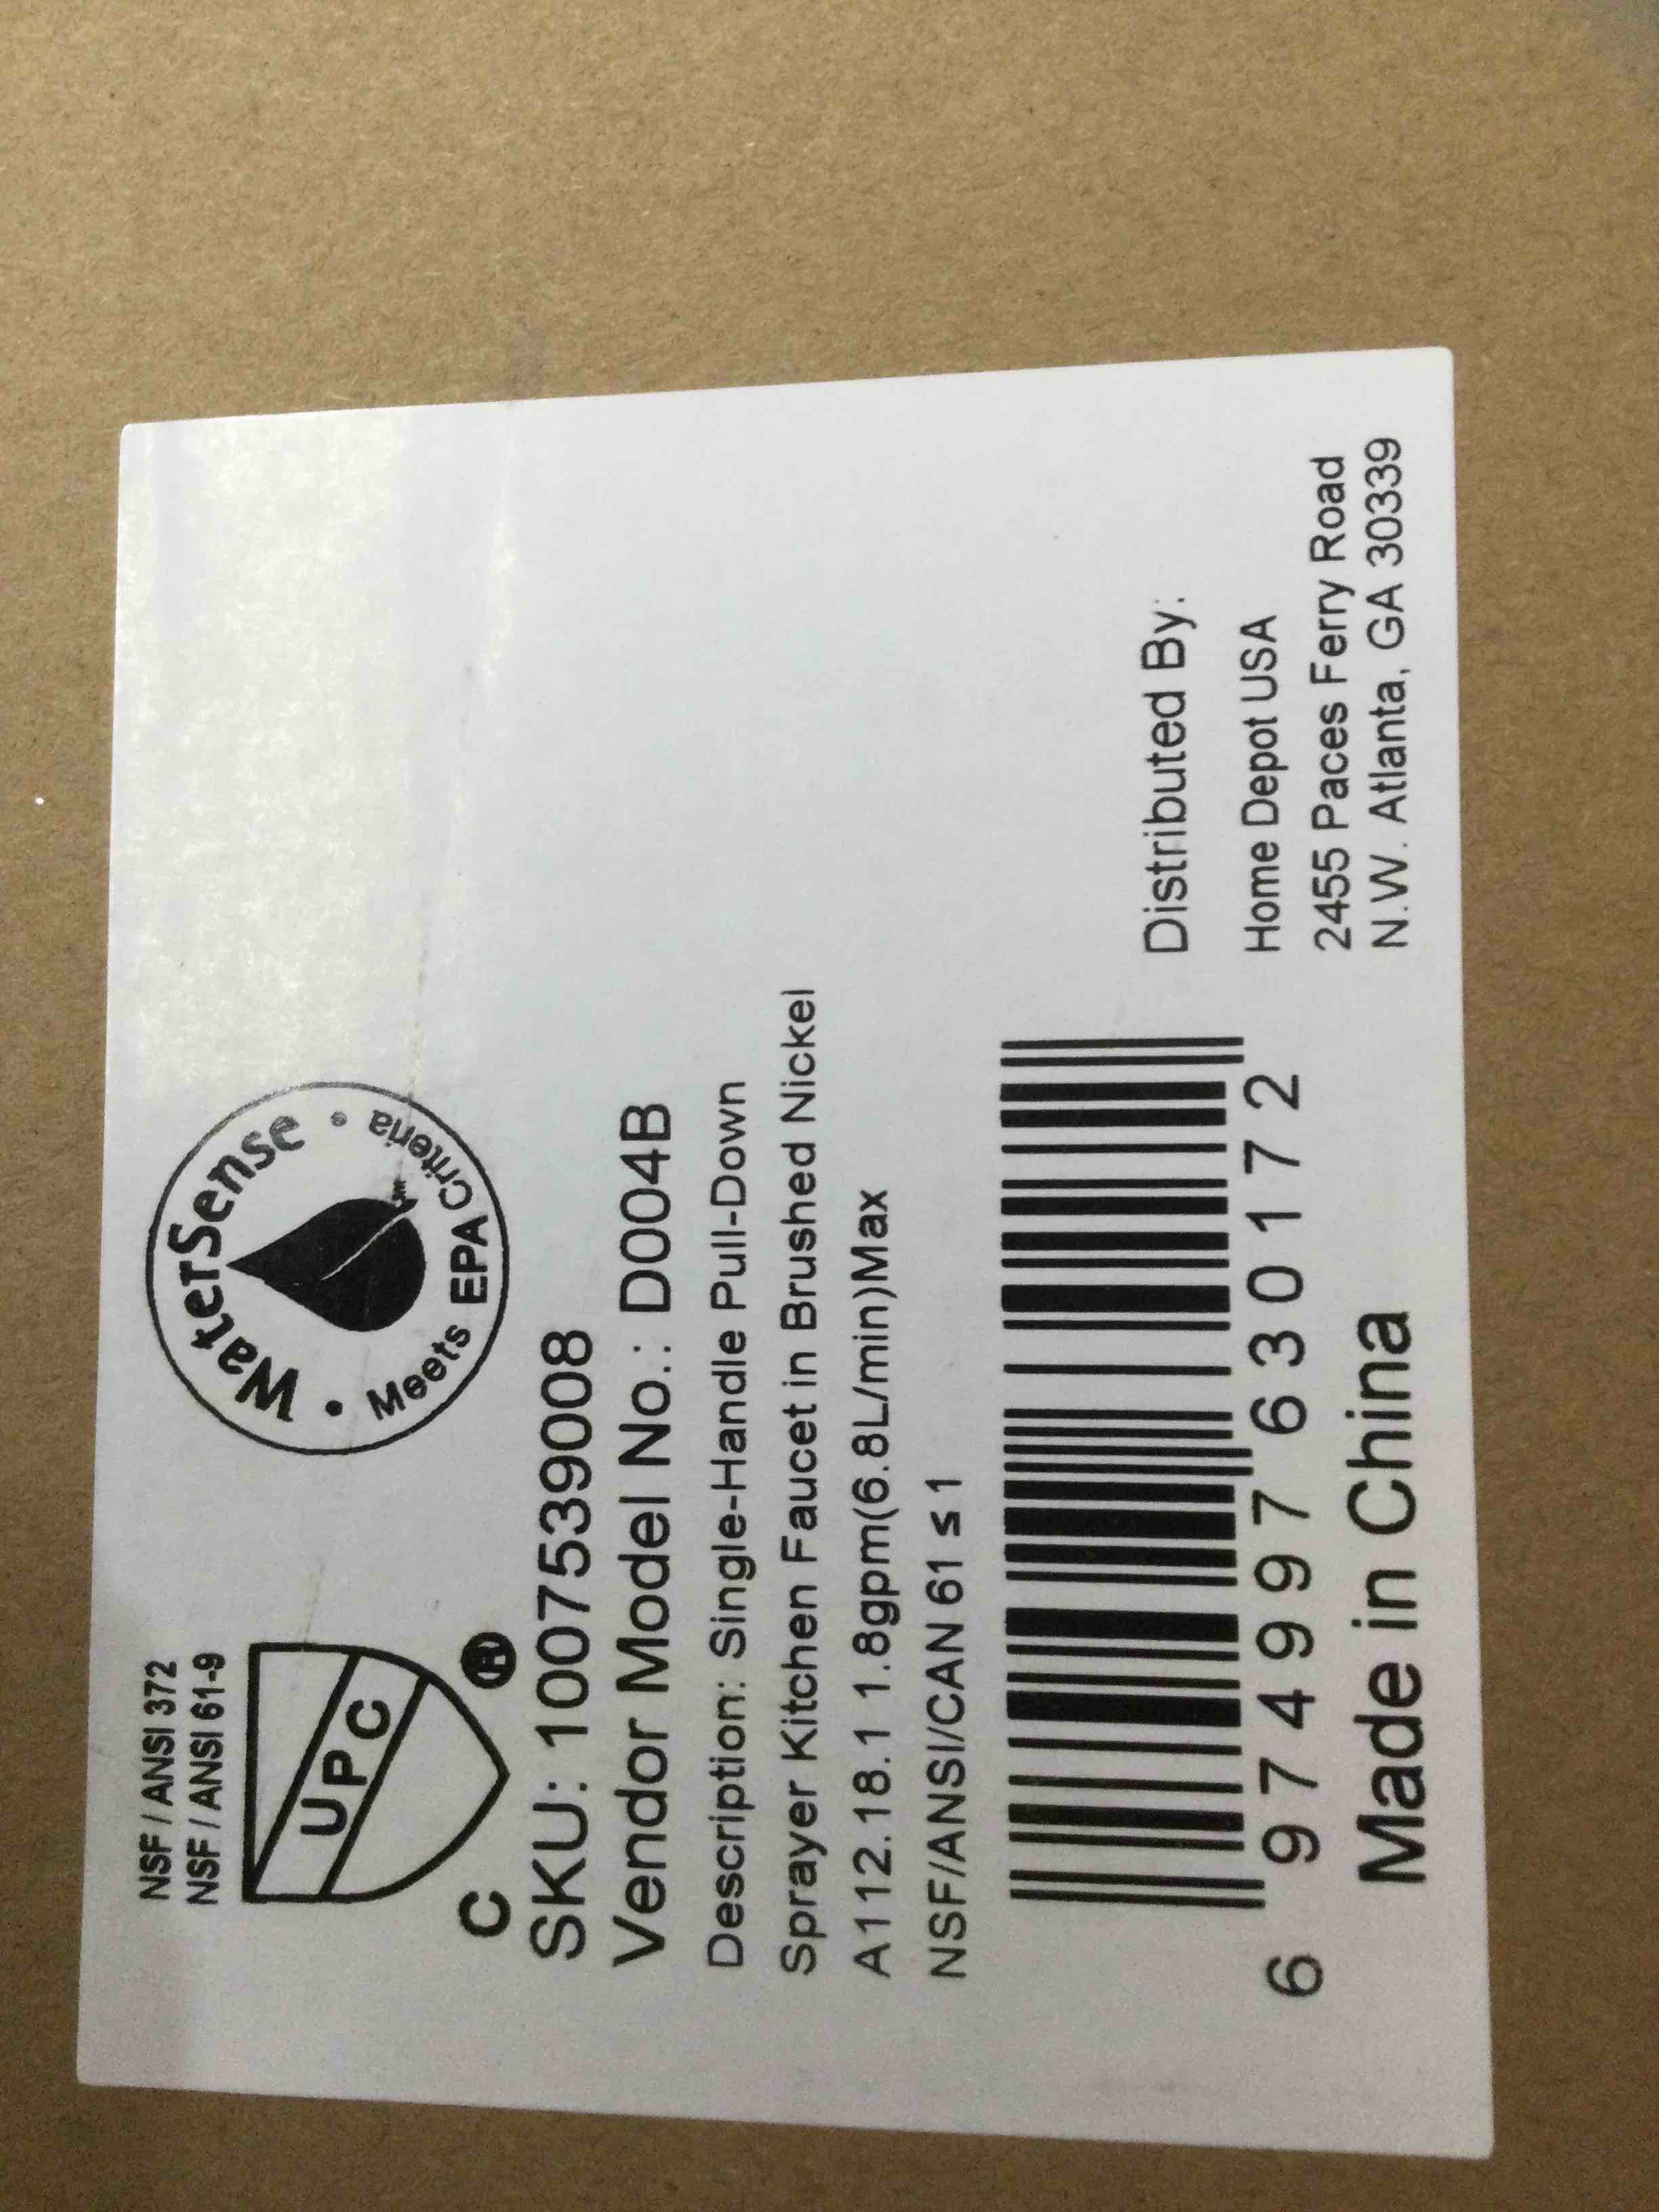 NSF / ANSI 372
NSF / ANSI 61-9
UPC
C ®
WaterSense
Meets EPA Criteria
SKU: 1007539008
Vendor Model No.: D004B
Description: Single-Handle Pull-Down
Sprayer Kitchen Faucet in Brushed Nickel
A112.18.1 1.8gpm(6.8L/min)Max
NSF/ANSI/CAN 61 ≤ 1
6 974997 630172
Made in China
Distributed By:
Home Depot USA
2455 Paces Ferry Road
N.W. Atlanta, GA 30339